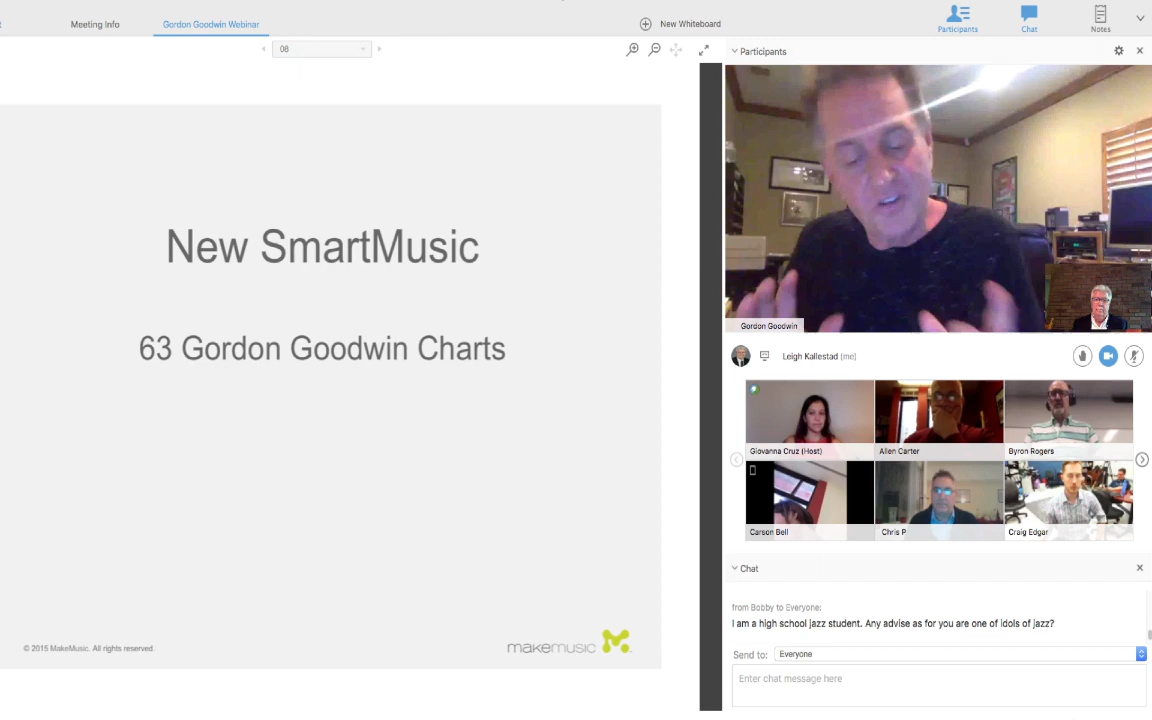 Meeting Info
Gordon Goodwin Webinar
New Whiteboard
Participants
Chat
Notes
08
New SmartMusic
63 Gordon Goodwin Charts
© 2015 MakeMusic. All rights reserved.
makemusic
Participants
Gordon Goodwin
Leigh Kallestad (me)
Giovanna Cruz (Host)
Allen Carter
Byron Rogers
Carson Bell
Chris P
Craig Edgar
Chat
from Bobby to Everyone:
I am a high school jazz student. Any advise as for you are one of idols of jazz?
Send to: Everyone
Enter chat message here